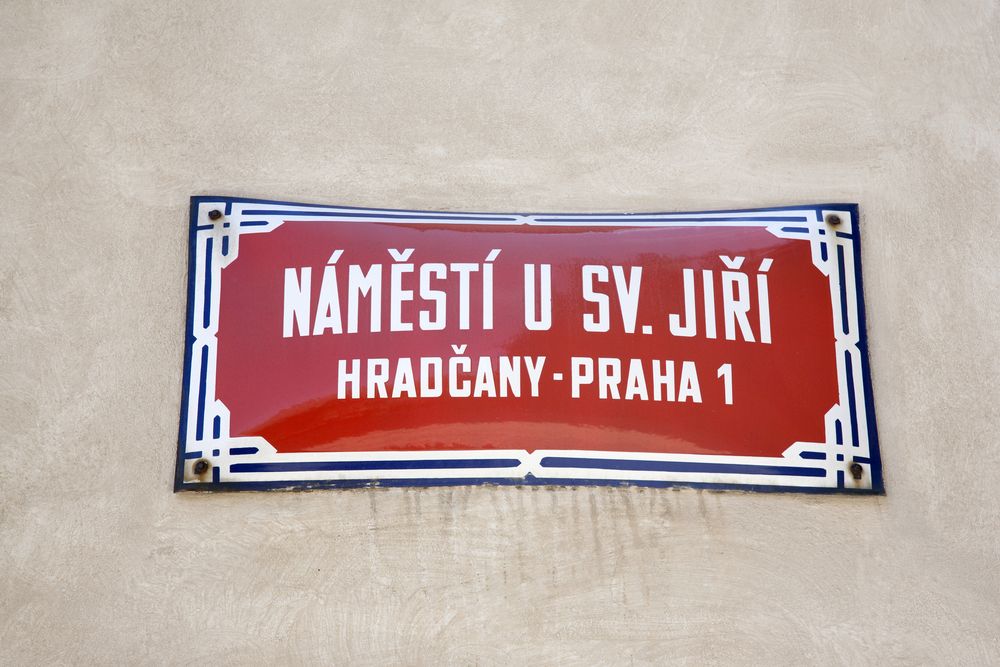 NÁMĚSTÍ U SV. JIŘÍ
HRADČANY-PRAHA 1